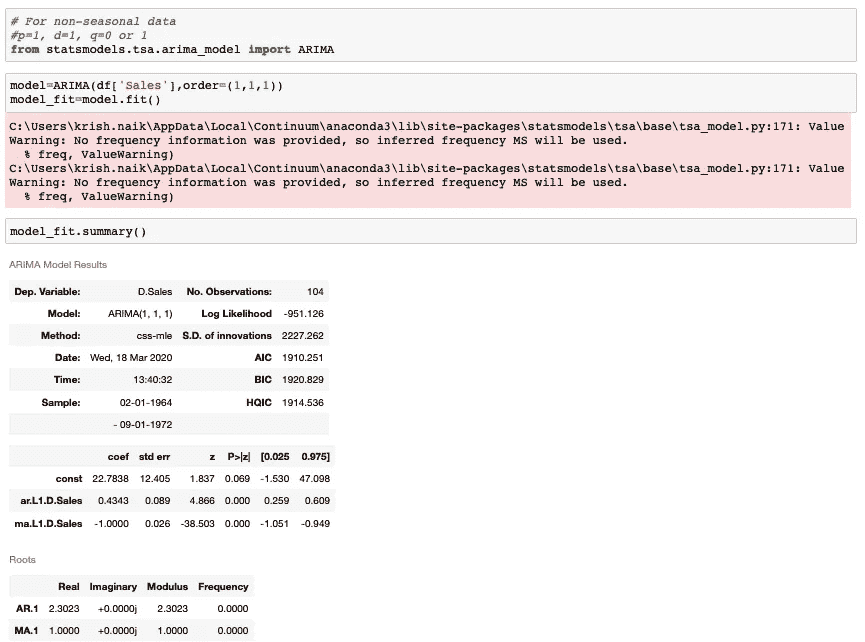 # For non-seasonal data
#p=1, d=1, q=0 or 1
from statsmodels.tsa.arima_model import ARIMA
model=ARIMA(df['Sales'],order=(1,1,1))
model_fit=model.fit()
C:\Users\krish.naik\AppData\Local\Continuum\anaconda3\lib\site-packages\statsmodels\tsa\base\tsa_model.py:171: Value
Warning: No frequency information was provided, so inferred frequency MS will be used.
% freq, ValueWarning)
C:\Users\krish.naik\AppData\Local\Continuum\anaconda3\lib\site-packages\statsmodels\tsa\base\tsa_model.py:171: Value
Warning: No frequency information was provided, so inferred frequency MS will be used.
% freq, ValueWarning)
model_fit.summary()
ARIMA Model Results
Dep. Variable: D.Sales No. Observations: 104
Model: ARIMA(1, 1, 1) Log Likelihood -951.126
Method: css-mle S.D. of innovations 2227.262
Date: Wed, 18 Mar 2020 AIC 1910.251
Time: 13:40:32 BIC 1920.829
Sample: 02-01-1964 HQIC 1914.536
- 09-01-1972
coef std err z P>|z| [0.025 0.975]
const 22.7838 12.405 1.837 0.069 -1.530 47.098
ar.L1.D.Sales 0.4343 0.089 4.866 0.000 0.259 0.609
ma.L1.D.Sales -1.0000 0.026 -38.503 0.000 -1.051 -0.949
Roots
Real Imaginary Modulus Frequency
AR.1 2.3023 +0.0000j 2.3023 0.0000
MA.1 1.0000 +0.0000j 1.0000 0.0000